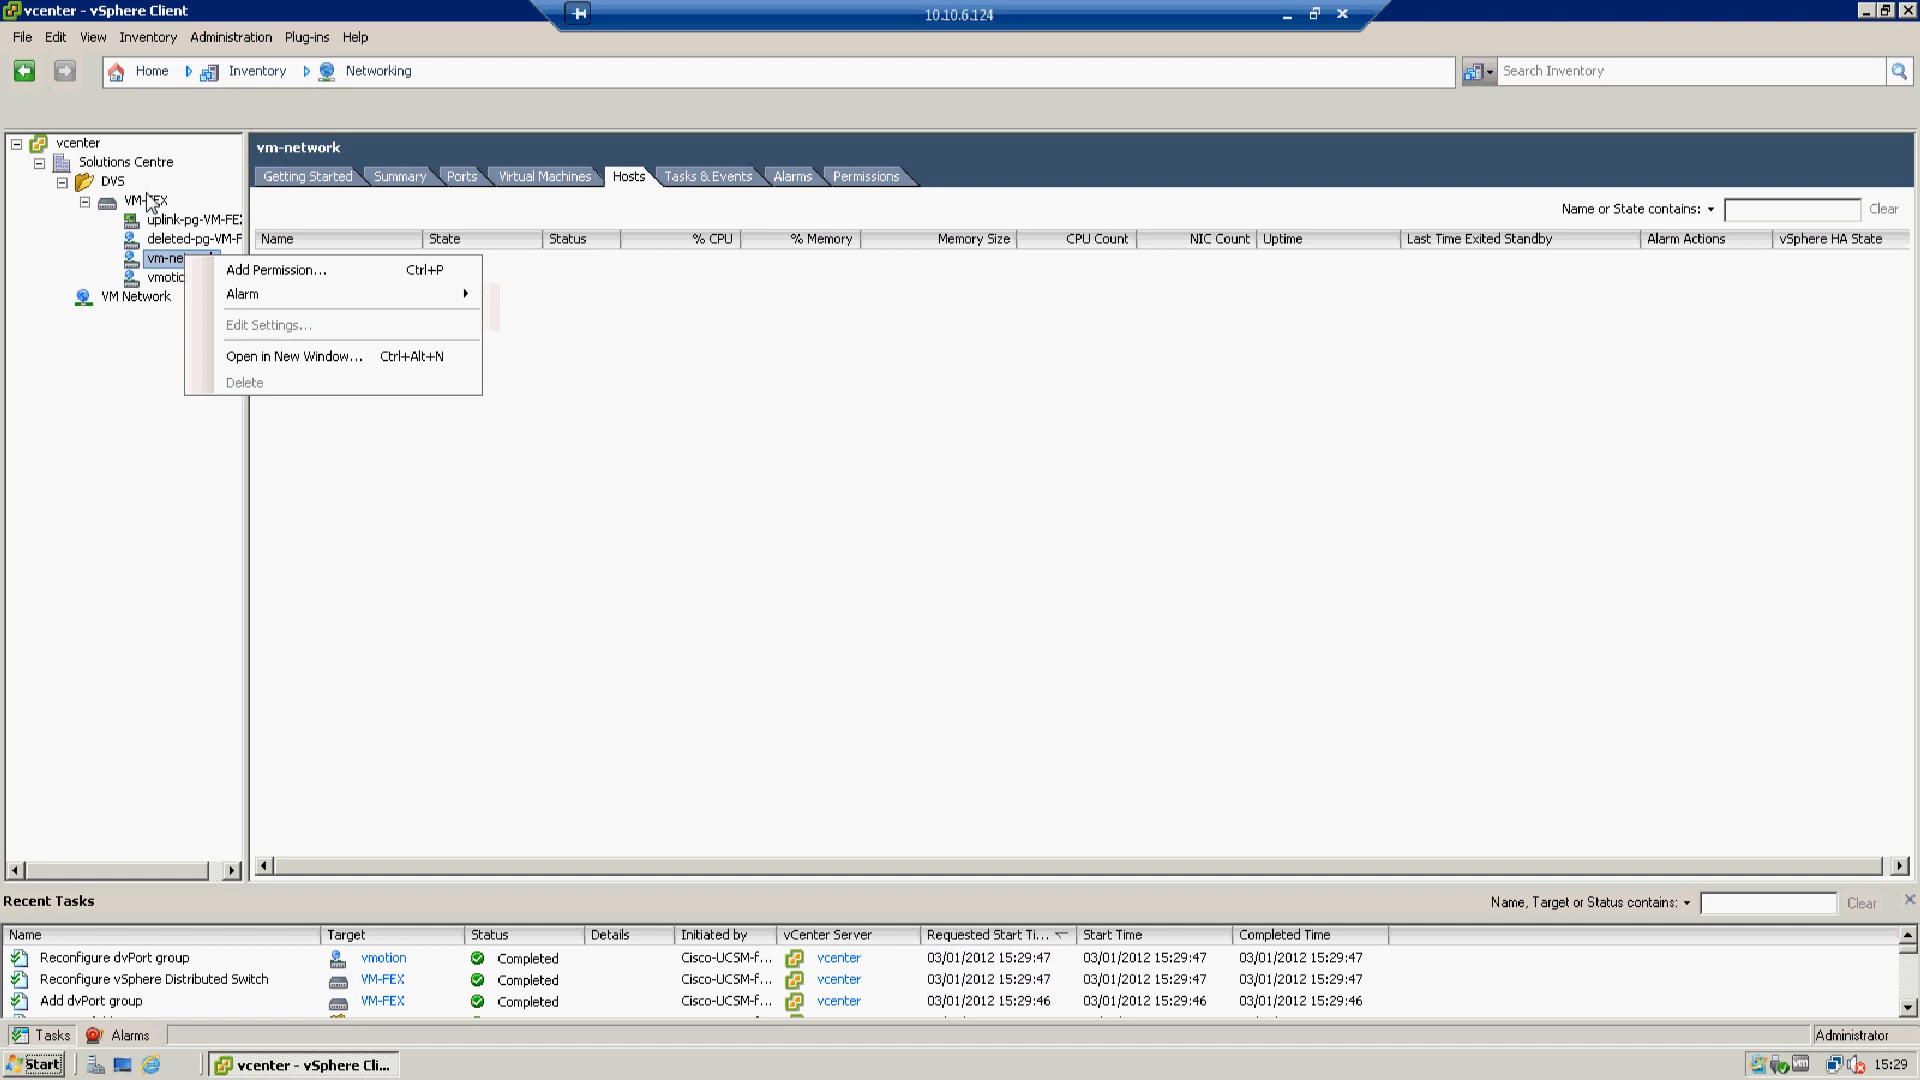 vcenter - vSphere Client
10.10.6.124
File Edit View Inventory Administration Plug-ins Help
Home Inventory Networking
Search Inventory
vcenter
Solutions Centre
DVS
uplink-pg-VM-FEX
deleted-pg-VM-F
VM Network
Add Permission... Ctrl+P
Alarm
Edit Settings...
Open in New Window... Ctrl+Alt+N
Delete
vm-network
Getting Started Summary Ports Virtual Machines Hosts Tasks & Events Alarms Permissions
Name or State contains: Clear
Name State Status % CPU % Memory Memory Size CPU Count NIC Count Uptime Last Time Exited Standby Alarm Actions vSphere HA State
Recent Tasks
Name, Target or Status contains: Clear
Name Target Status Details Initiated by vCenter Server Requested Start Ti... Start Time Completed Time
Reconfigure dvPort group vmotion Completed Cisco-UCSM-f... vcenter 03/01/2012 15:29:47 03/01/2012 15:29:47 03/01/2012 15:29:47
Reconfigure vSphere Distributed Switch VM-FEX Completed Cisco-UCSM-f... vcenter 03/01/2012 15:29:47 03/01/2012 15:29:47 03/01/2012 15:29:47
Add dvPort group VM-FEX Completed Cisco-UCSM-f... vcenter 03/01/2012 15:29:46 03/01/2012 15:29:46 03/01/2012 15:29:46
Tasks Alarms
Administrator
Start vcenter - vSphere Cli... 15:29